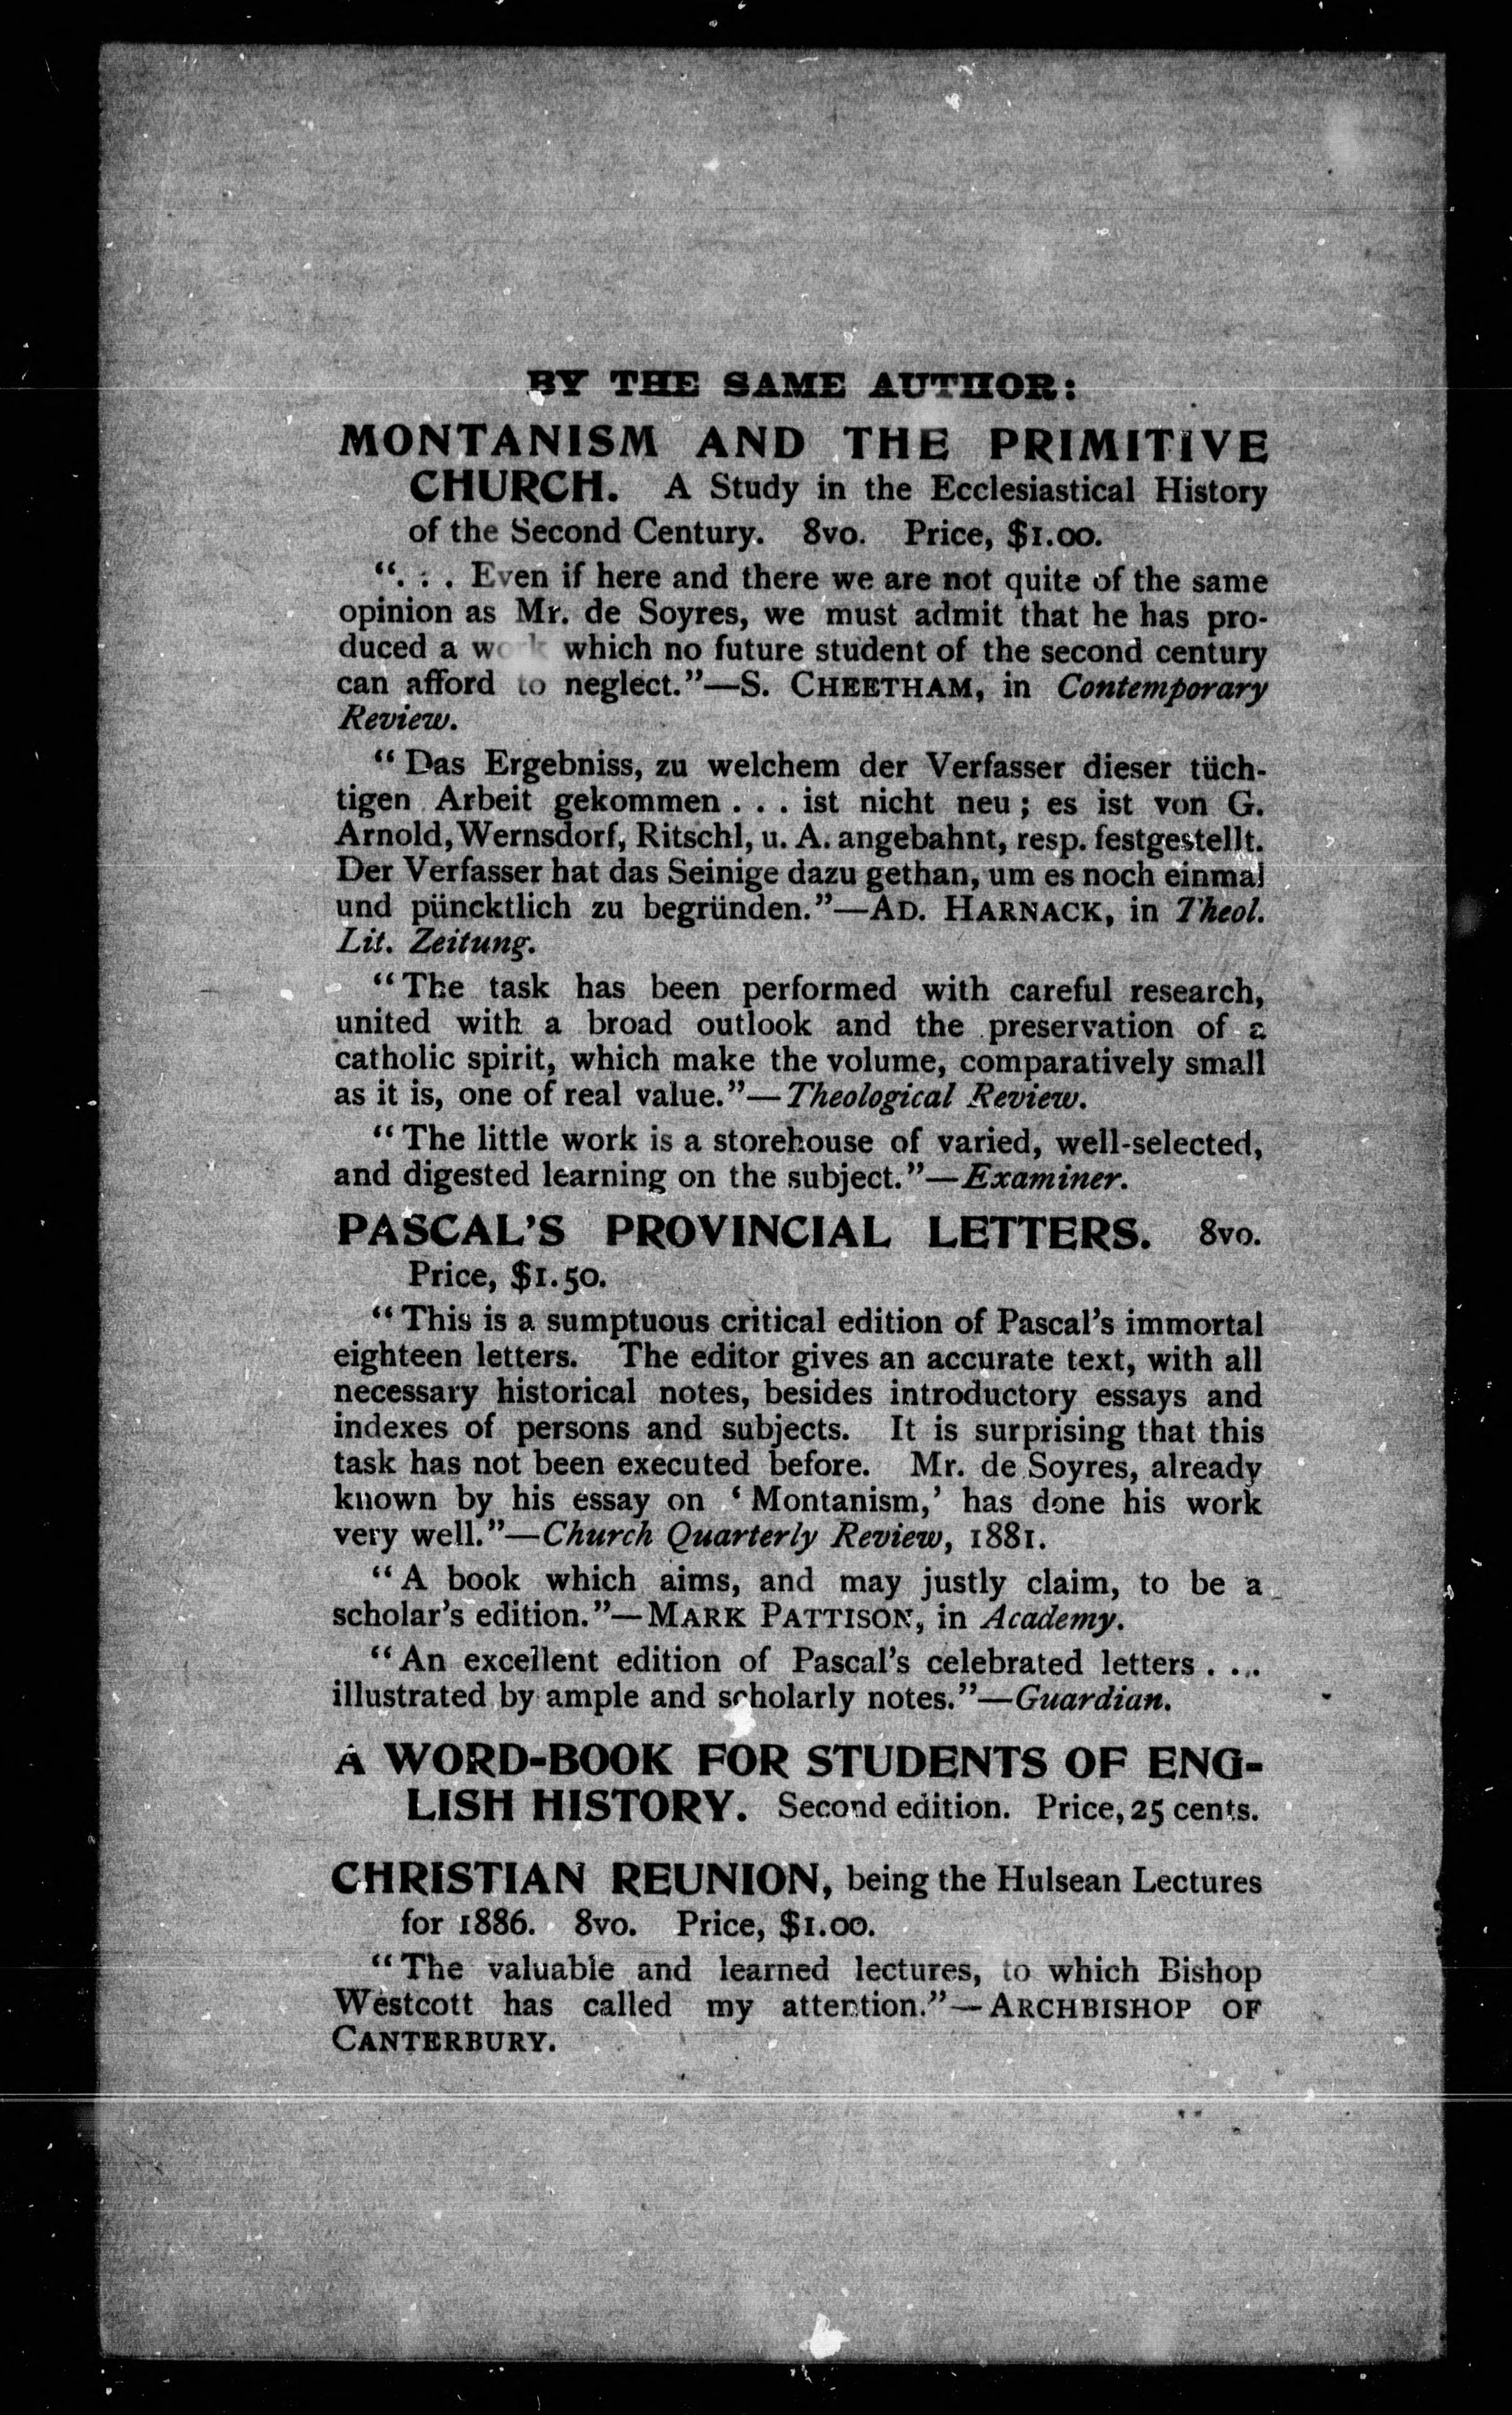 BY THE SAME AUTHOR:
MONTANISM AND THE PRIMITIVE
CHURCH. A Study in the Ecclesiastical History
of the Second Century. 8vo. Price, $1.00.
“. . . Even if here and there we are not quite of the same
opinion as Mr. de Soyres, we must admit that he has pro-
duced a work which no future student of the second century
can afford to neglect.”—S. CHEETHAM, in Contemporary
Review.
“Das Ergebniss, zu welchem der Verfasser dieser tüch-
tigen Arbeit gekommen . . . ist nicht neu; es ist von G.
Arnold, Wernsdorf, Ritschl, u. A. angebahnt, resp. festgestellt.
Der Verfasser hat das Seinige dazu gethan, um es noch einmal
und püncktlich zu begründen.”—AD. HARNACK, in Theol.
Lit. Zeitung.
“The task has been performed with careful research,
united with a broad outlook and the preservation of a
catholic spirit, which make the volume, comparatively small
as it is, one of real value.”—Theological Review.
“The little work is a storehouse of varied, well-selected,
and digested learning on the subject.”—Examiner.
PASCAL’S PROVINCIAL LETTERS. 8vo.
Price, $1.50.
“This is a sumptuous critical edition of Pascal’s immortal
eighteen letters. The editor gives an accurate text, with all
necessary historical notes, besides introductory essays and
indexes of persons and subjects. It is surprising that this
task has not been executed before. Mr. de Soyres, already
known by his essay on ‘Montanism,’ has done his work
very well.”—Church Quarterly Review, 1881.
“A book which aims, and may justly claim, to be a
scholar’s edition.”—MARK PATTISON, in Academy.
“An excellent edition of Pascal’s celebrated letters . . .
illustrated by ample and scholarly notes.”—Guardian.
A WORD-BOOK FOR STUDENTS OF ENG-
LISH HISTORY. Second edition. Price, 25 cents.
CHRISTIAN REUNION, being the Hulsean Lectures
for 1886. 8vo. Price, $1.00.
“The valuable and learned lectures, to which Bishop
Westcott has called my attention.”—ARCHBISHOP OF
CANTERBURY.